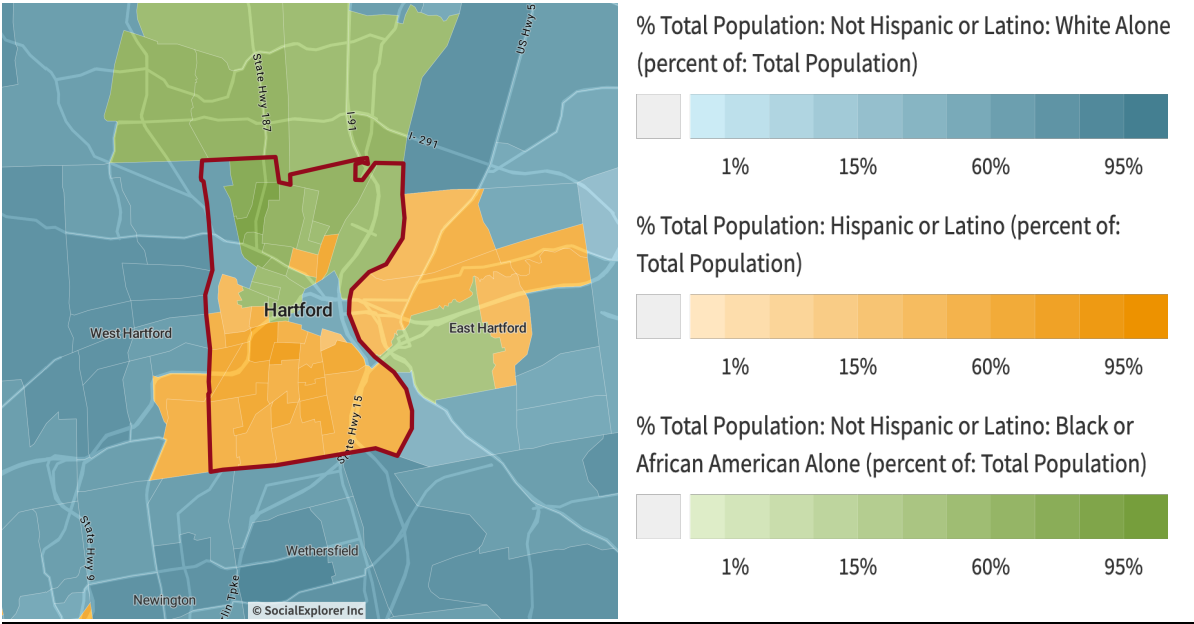 US Hwy 5
State Hwy 187
I-91
I- 291
Hartford
West Hartford
East Hartford
State Hwy 15
State Hwy 9
Wethersfield
Newington
lin Tpke
© SocialExplorer Inc
% Total Population: Not Hispanic or Latino: White Alone
(percent of: Total Population)
1% 15% 60% 95%
% Total Population: Hispanic or Latino (percent of:
Total Population)
1% 15% 60% 95%
% Total Population: Not Hispanic or Latino: Black or
African American Alone (percent of: Total Population)
1% 15% 60% 95%